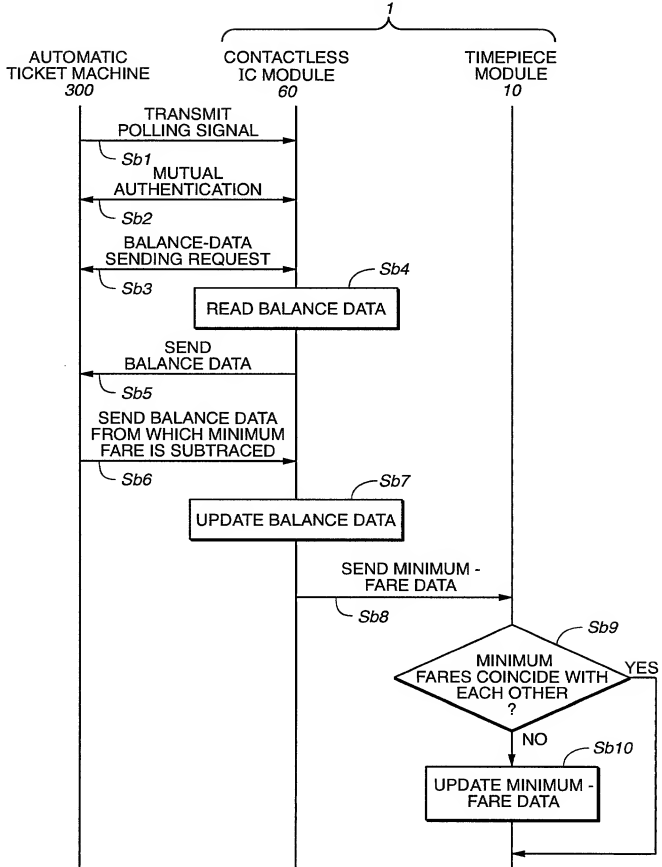 1
AUTOMATIC
TICKET MACHINE
300
CONTACTLESS
IC MODULE
60
TIMEPIECE
MODULE
10
TRANSMIT
POLLING SIGNAL
Sb1
MUTUAL
AUTHENTICATION
Sb2
BALANCE-DATA
SENDING REQUEST
Sb3
Sb4
READ BALANCE DATA
SEND
BALANCE DATA
Sb5
SEND BALANCE DATA
FROM WHICH MINIMUM
FARE IS SUBTRACED
Sb6
Sb7
UPDATE BALANCE DATA
SEND MINIMUM -
FARE DATA
Sb8
Sb9
MINIMUM
FARES COINCIDE WITH
EACH OTHER
?
YES
NO
Sb10
UPDATE MINIMUM -
FARE DATA